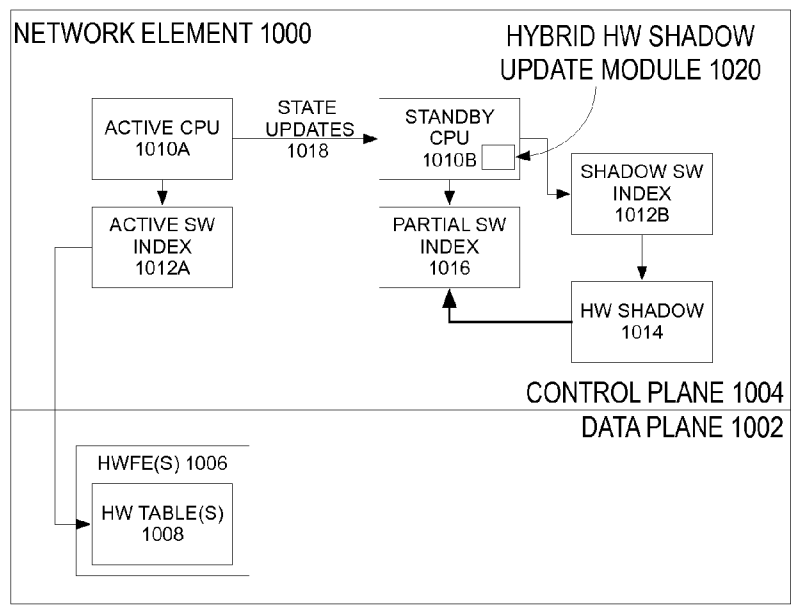 NETWORK ELEMENT 1000
HYBRID HW SHADOW
UPDATE MODULE 1020
ACTIVE CPU
1010A
STATE
UPDATES
1018
STANDBY
CPU
1010B
SHADOW SW
INDEX
1012B
ACTIVE SW
INDEX
1012A
PARTIAL SW
INDEX
1016
HW SHADOW
1014
CONTROL PLANE 1004
DATA PLANE 1002
HWFE(S) 1006
HW TABLE(S)
1008